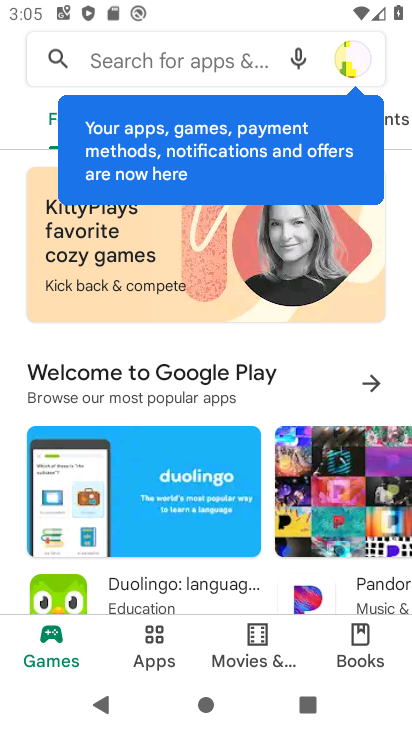 3:05
Search for apps &...
F
nts
Your apps, games, payment
methods, notifications and offers
are now here
KittyPlays
favorite
cozy games
Kick back & compete
Welcome to Google Play
Browse our most popular apps
duolingo
The world's most popular way
to learn a language
Duolingo: languag...
Education
Pandor
Music &
Games
Apps
Movies &...
Books